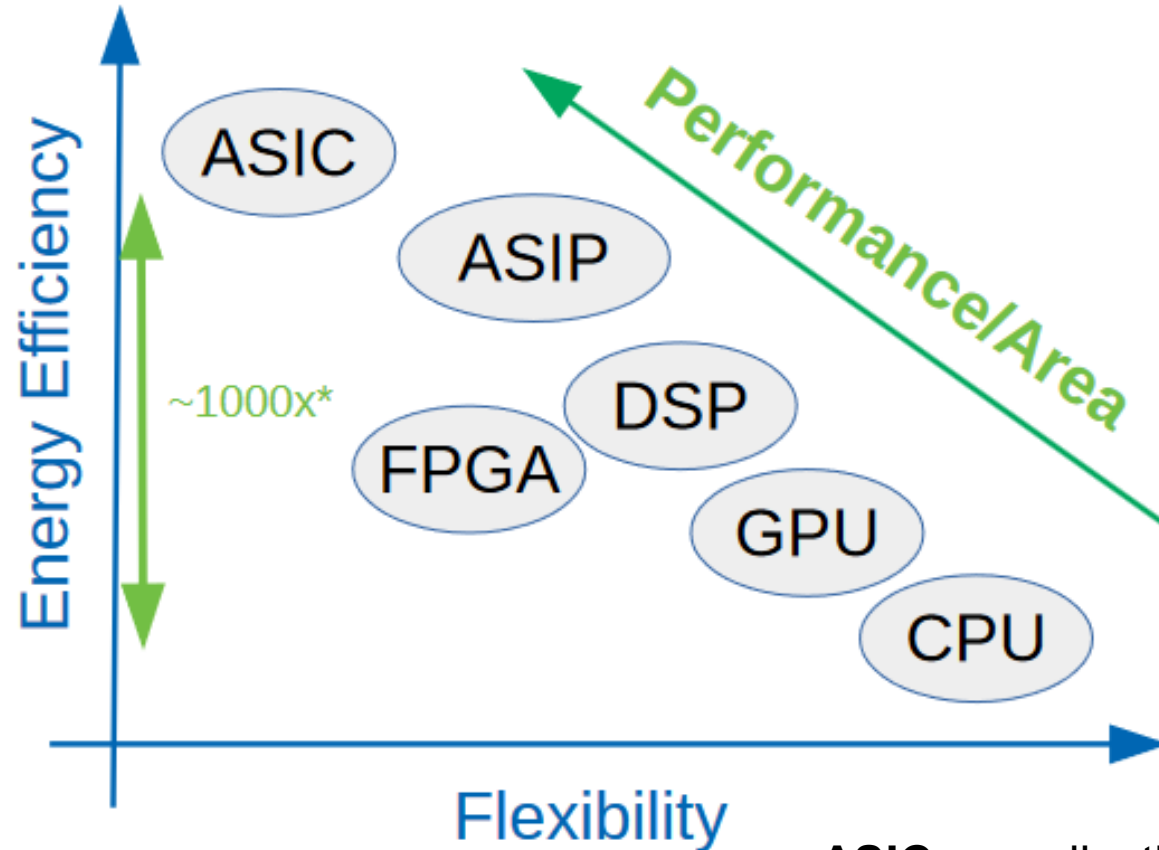 Energy Efficiency
ASIC
Performance/Area
ASIP
~1000x*
DSP
FPGA
GPU
CPU
Flexibility